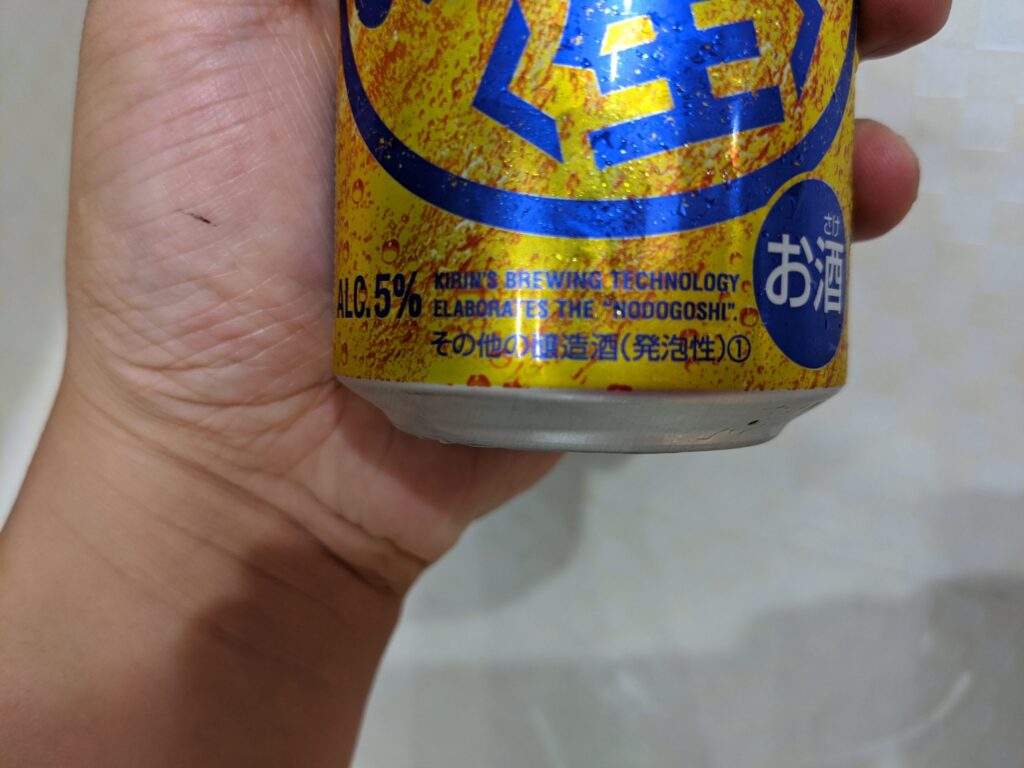 生
ALC.5%
KIRIN'S BREWING TECHNOLOGY
ELABORATES THE "NODOGOSHI".
その他の醸造酒(発泡性)①
さけ
お酒